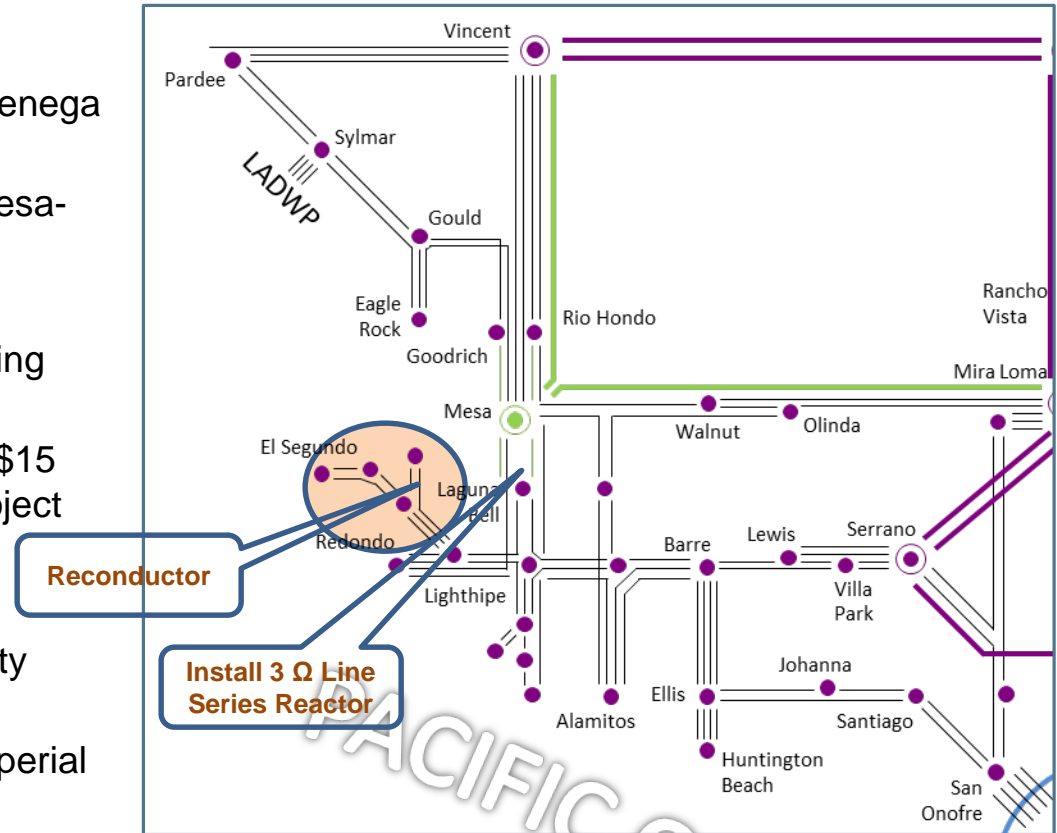 enega
esa-
ing
$15
ject
ty
perial
Vincent
Pardee
Sylmar
LADWP
Gould
Eagle
Rock
Rio Hondo
Goodrich
Rancho
Vista
Mira Loma
Mesa
Walnut
Olinda
El Segundo
Laguna
Bell
Redondo
Reconductor
Lighthipe
Barre
Lewis
Serrano
Villa
Park
Install 3 Ω Line
Series Reactor
Johanna
Ellis
Santiago
Alamitos
Huntington
Beach
San
Onofre
PACIFIC